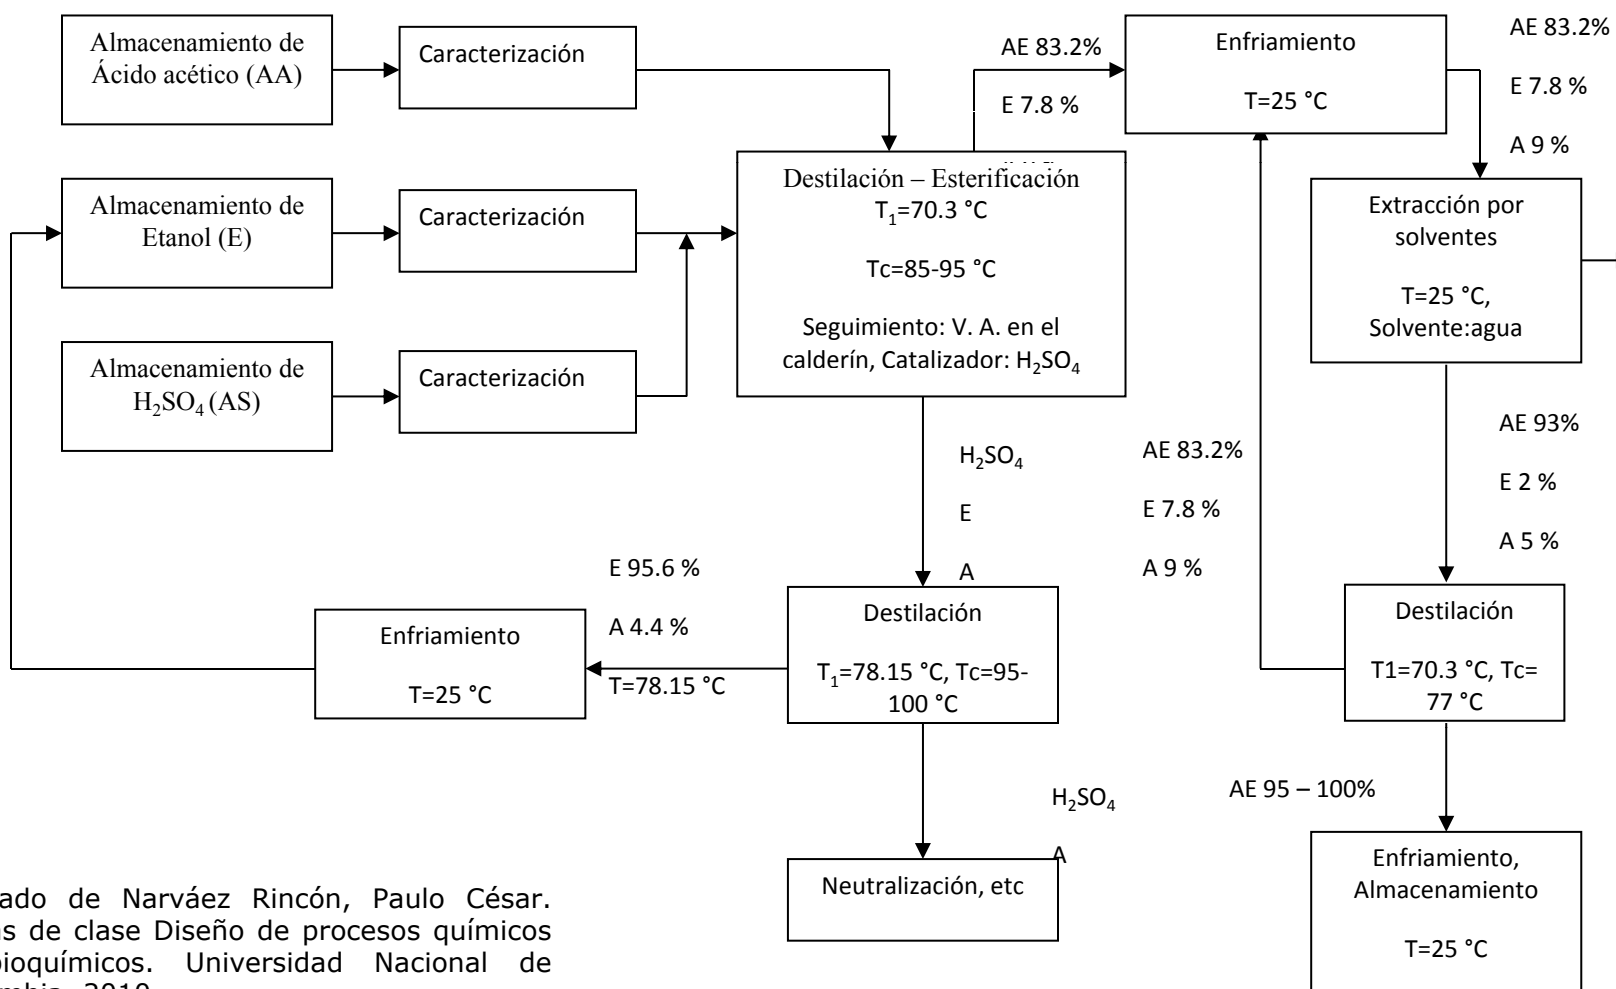 Almacenamiento de
Ácido acético (AA)
Caracterización
AE 83.2%
E 7.8 %
Enfriamiento
T=25 °C
AE 83.2%
E 7.8 %
A 9 %
Almacenamiento de
Etanol (E)
Caracterización
Destilación – Esterificación
T₁=70.3 °C
Tc=85-95 °C
Seguimiento: V. A. en el
calderín, Catalizador: H₂SO₄
Extracción por
solventes
T=25 °C,
Solvente:agua
Almacenamiento de
H₂SO₄ (AS)
Caracterización
H₂SO₄
E
A
AE 83.2%
E 7.8 %
A 9 %
AE 93%
E 2 %
A 5 %
E 95.6 %
A 4.4 %
T=78.15 °C
Enfriamiento
T=25 °C
Destilación
T₁=78.15 °C, Tc=95-
100 °C
Destilación
T1=70.3 °C, Tc=
77 °C
H₂SO₄
A
AE 95 – 100%
Neutralización, etc
Enfriamiento,
Almacenamiento
T=25 °C
ado de Narváez Rincón, Paulo César.
as de clase Diseño de procesos químicos
bioquímicos. Universidad Nacional de